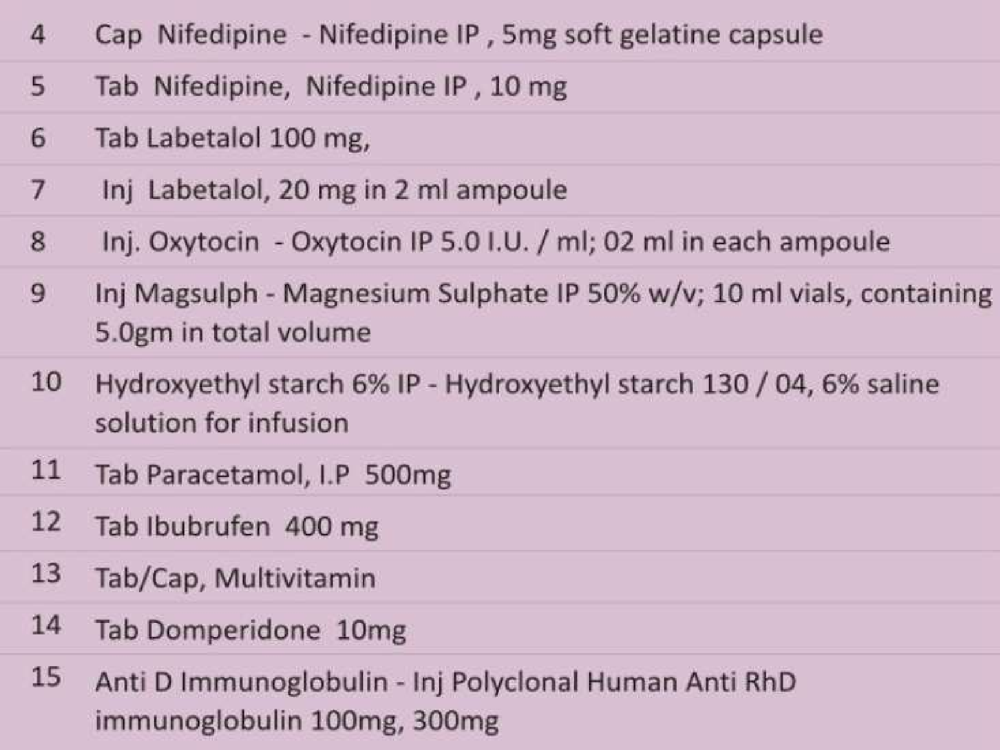 4 Cap Nifedipine - Nifedipine IP , 5mg soft gelatine capsule
5 Tab Nifedipine, Nifedipine IP , 10 mg
6 Tab Labetalol 100 mg,
7 Inj Labetalol, 20 mg in 2 ml ampoule
8 Inj. Oxytocin - Oxytocin IP 5.0 I.U. / ml; 02 ml in each ampoule
9 Inj Magsulph - Magnesium Sulphate IP 50% w/v; 10 ml vials, containing
5.0gm in total volume
10 Hydroxyethyl starch 6% IP - Hydroxyethyl starch 130 / 04, 6% saline
solution for infusion
11 Tab Paracetamol, I.P 500mg
12 Tab Ibubrufen 400 mg
13 Tab/Cap, Multivitamin
14 Tab Domperidone 10mg
15 Anti D Immunoglobulin - Inj Polyclonal Human Anti RhD
immunoglobulin 100mg, 300mg